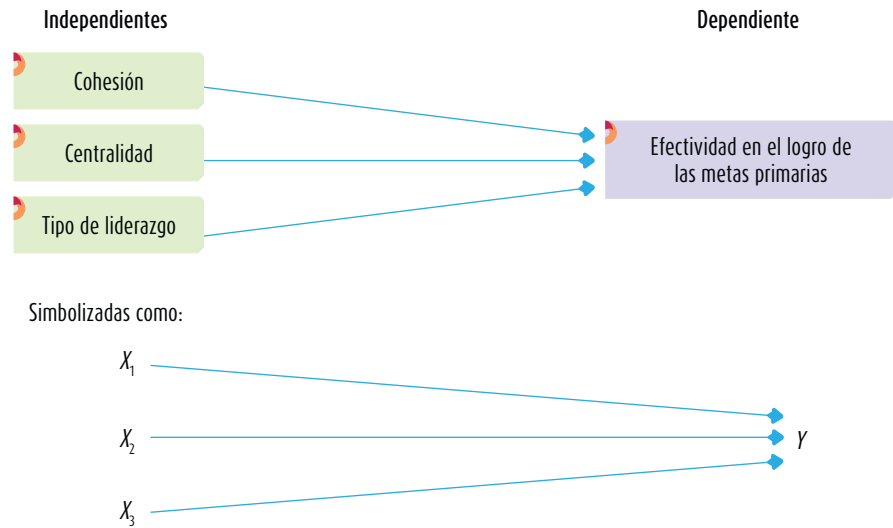 Independientes
Dependiente
Cohesión
Centralidad
Tipo de liderazgo
Efectividad en el logro de
las metas primarias
Simbolizadas como:
X₁
X₂
X₃
Y